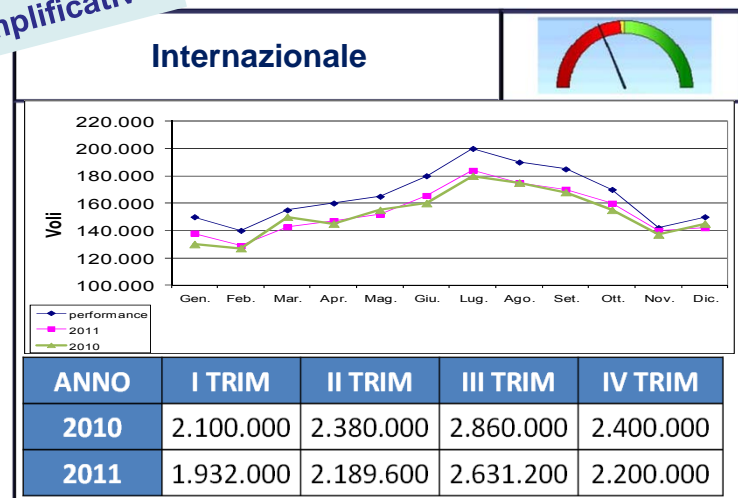 Internazionale
220.000
200.000
180.000
160.000
140.000
120.000
100.000
Voli
Gen. Feb. Mar. Apr. Mag. Giu. Lug. Ago. Set. Ott. Nov. Dic.
performance
2011
2010
ANNO I TRIM II TRIM III TRIM IV TRIM
2010 2.100.000 2.380.000 2.860.000 2.400.000
2011 1.932.000 2.189.600 2.631.200 2.200.000